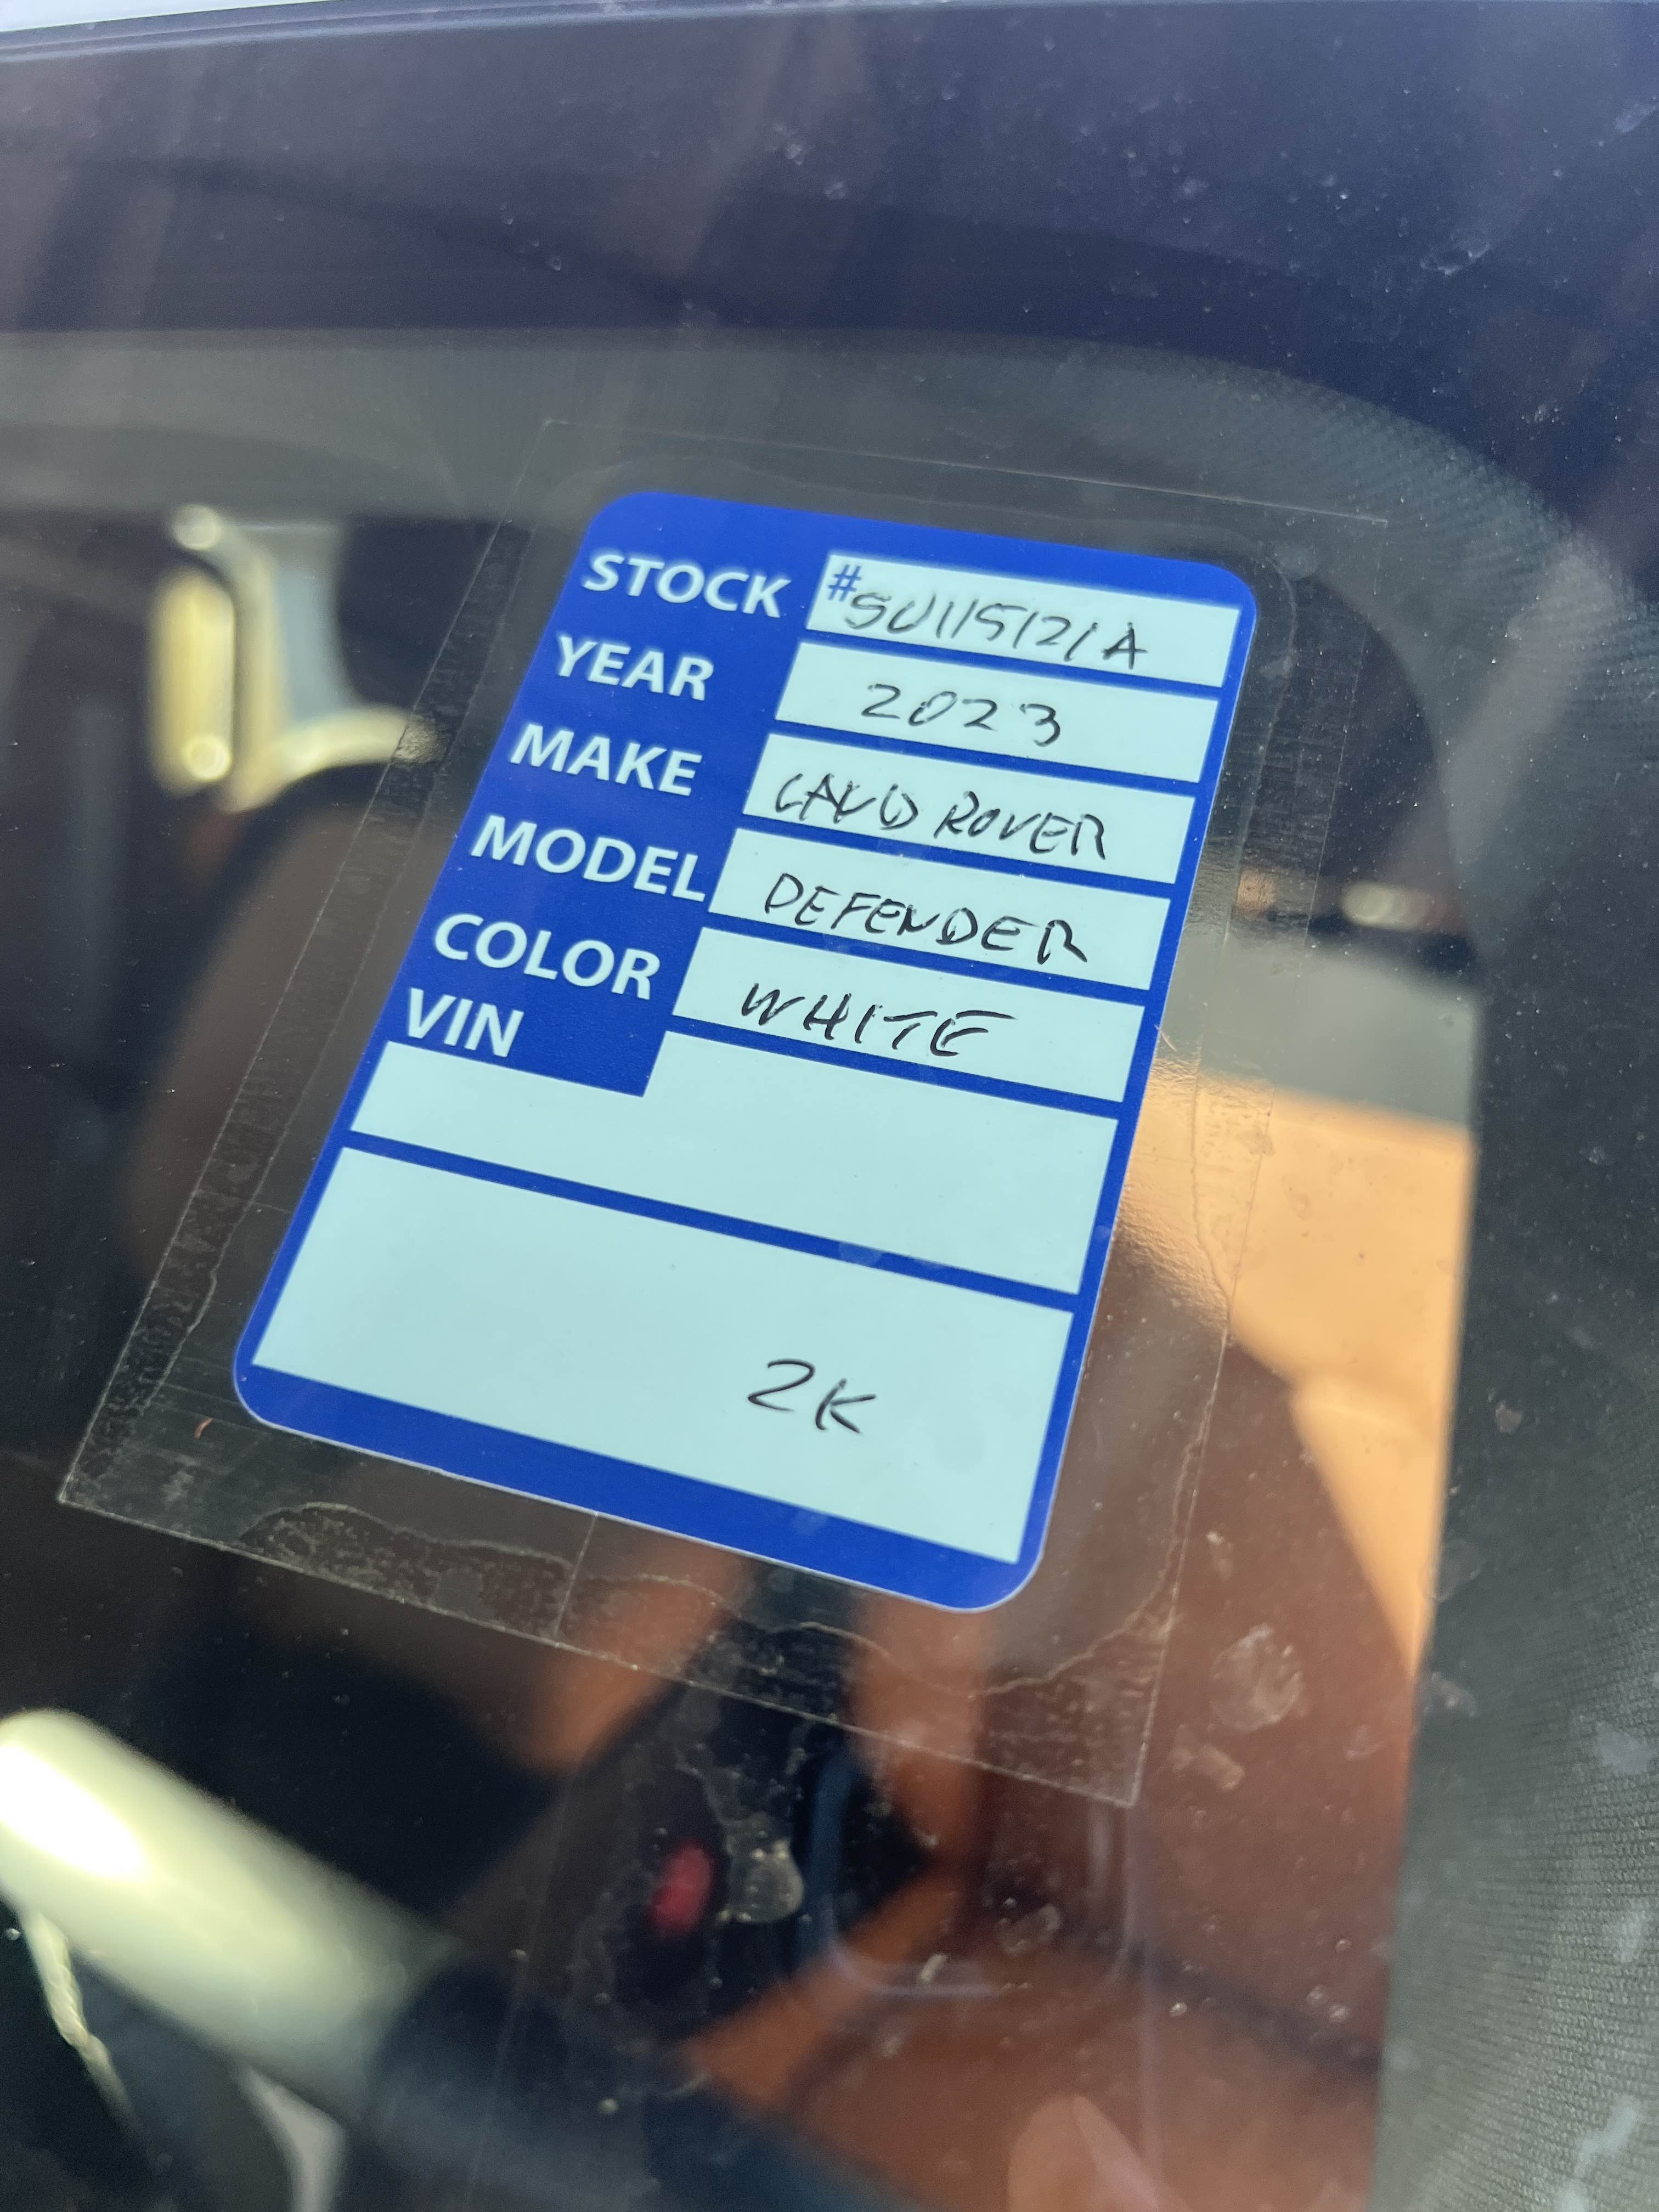 STOCK #SU115121A
YEAR 2023
MAKE LAND ROVER
MODEL DEFENDER
COLOR WHITE
VIN
2K